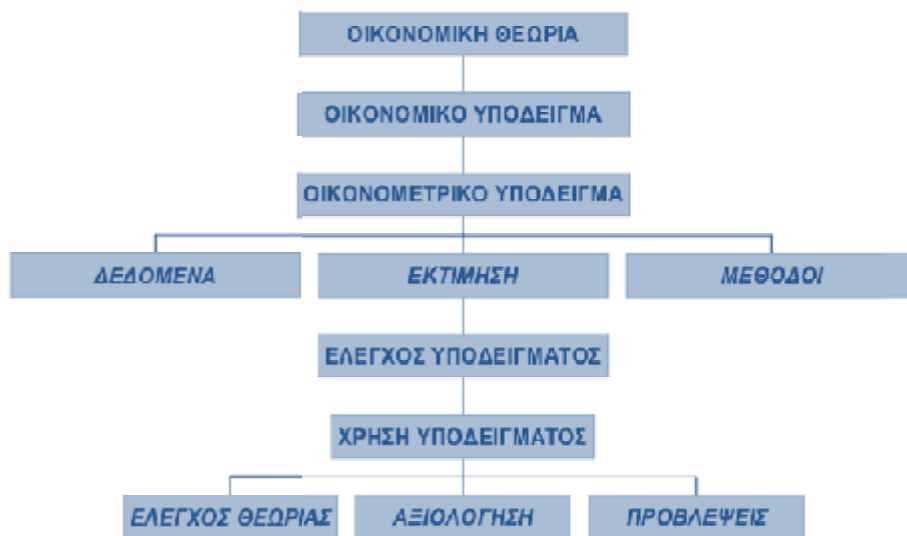 ΟΙΚΟΝΟΜΙΚΗ ΘΕΩΡΙΑ
ΟΙΚΟΝΟΜΙΚΟ ΥΠΟΔΕΙΓΜΑ
ΟΙΚΟΝΟΜΕΤΡΙΚΟ ΥΠΟΔΕΙΓΜΑ
ΔΕΔΟΜΕΝΑ
ΕΚΤΙΜΗΣΗ
ΜΕΘΟΔΟΙ
ΕΛΕΓΧΟΣ ΥΠΟΔΕΙΓΜΑΤΟΣ
ΧΡΗΣΗ ΥΠΟΔΕΙΓΜΑΤΟΣ
ΕΛΕΓΧΟΣ ΘΕΩΡΙΑΣ
ΑΞΙΟΛΟΓΗΣΗ
ΠΡΟΒΛΕΨΕΙΣ